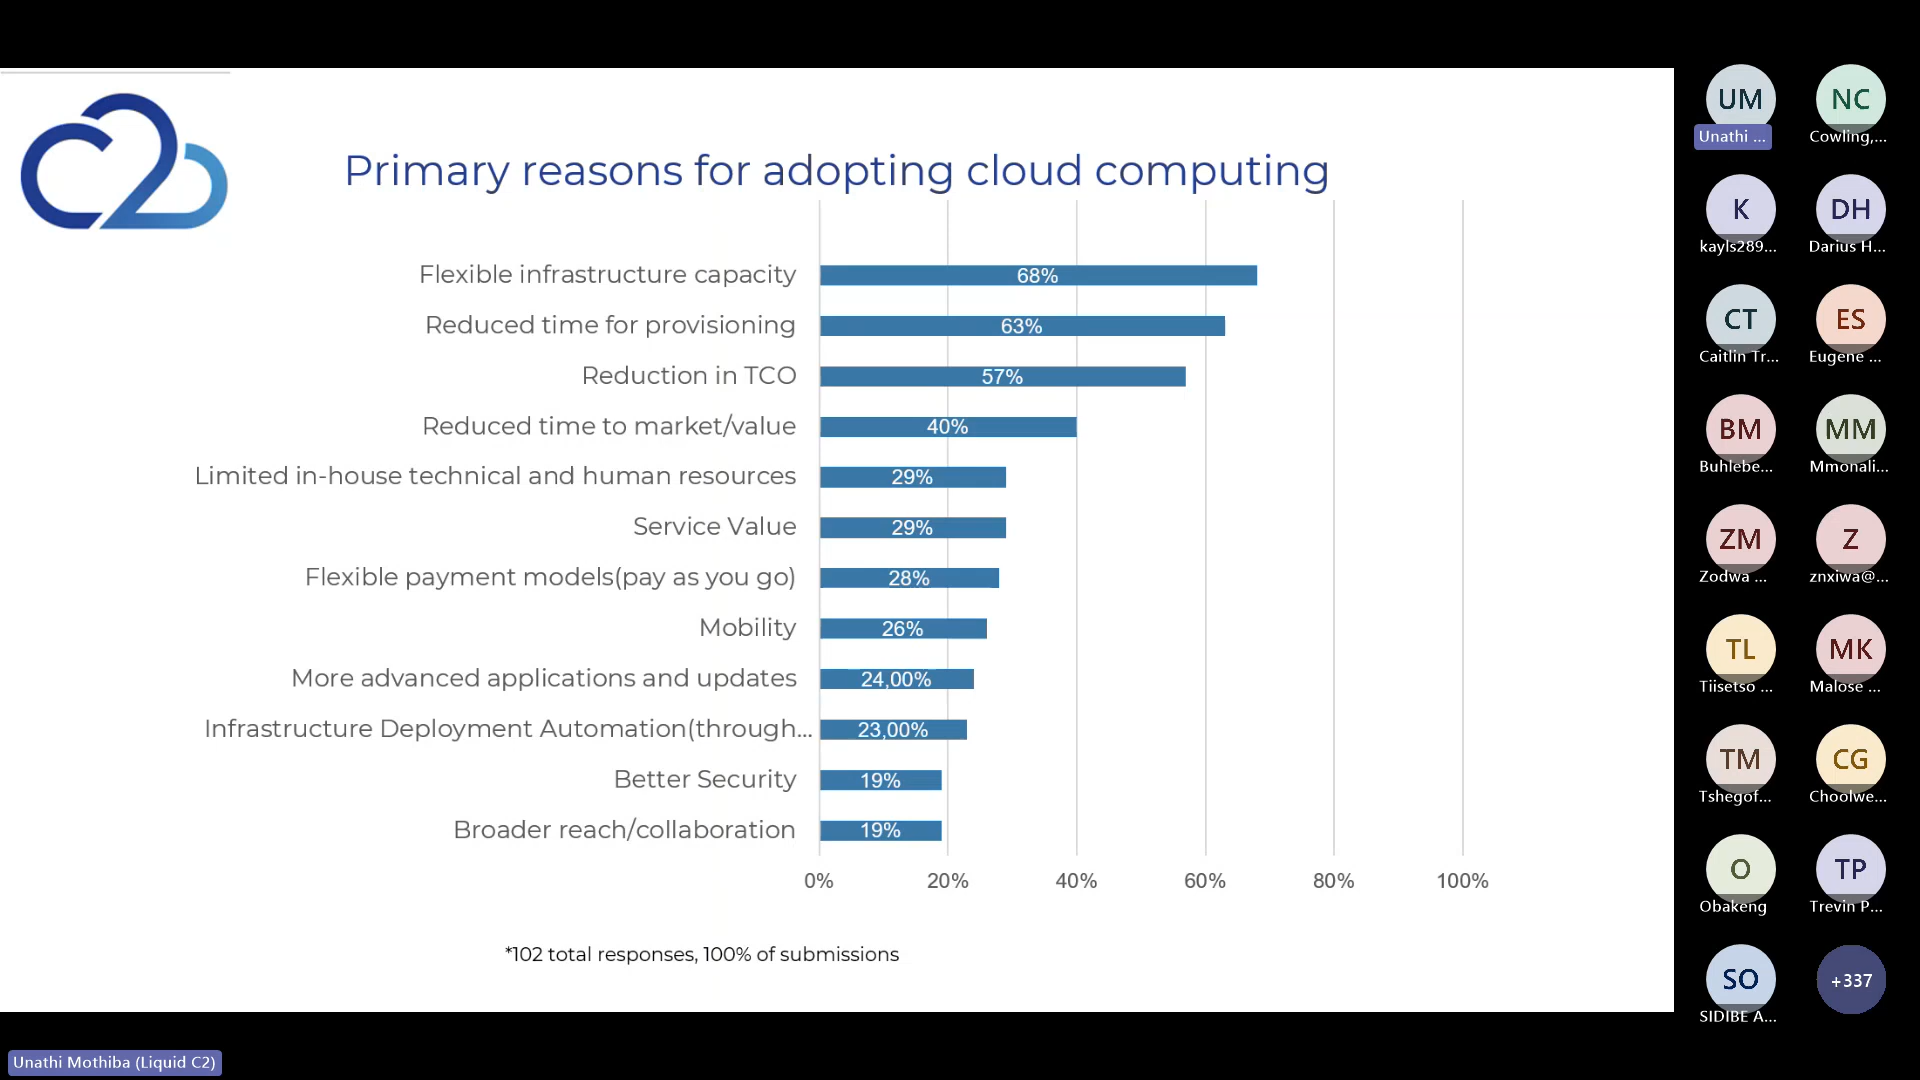 C2
Primary reasons for adopting cloud computing
Flexible infrastructure capacity 68%
Reduced time for provisioning 63%
Reduction in TCO 57%
Reduced time to market/value 40%
Limited in-house technical and human resources 29%
Service Value 29%
Flexible payment models(pay as you go) 28%
Mobility 26%
More advanced applications and updates 24,00%
Infrastructure Deployment Automation(through... 23,00%
Better Security 19%
Broader reach/collaboration 19%
0% 20% 40% 60% 80% 100%
*102 total responses, 100% of submissions
Unathi Mothiba (Liquid C2)
UM NC
Unathi ... Cowling,...
K DH
kayls289... Darius H...
CT ES
Caitlin Tr... Eugene ...
BM MM
Buhlebe... Mmonali...
ZM Z
Zodwa ... znxiwa@...
TL MK
Tiisetso ... Malose ...
TM CG
Tshegof... Choolwe...
O TP
Obakeng Trevin P...
SO +337
SIDIBE A...